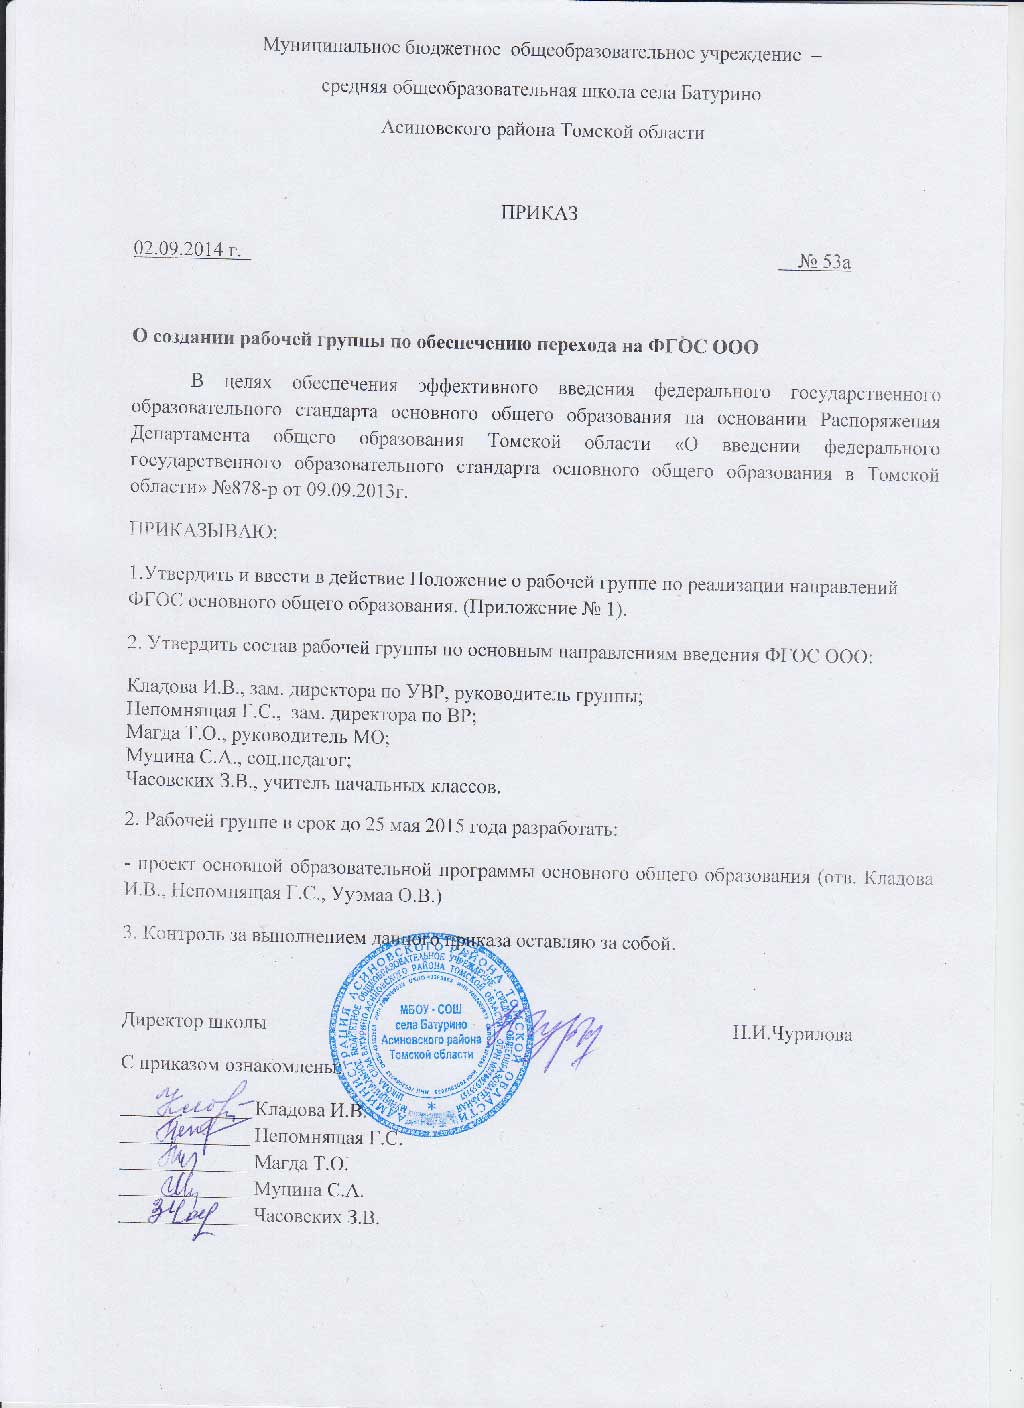 Муниципальное бюджетное общеобразовательное учреждение –
средняя общеобразовательная школа села Батурино
Асиновского района Томской области
ПРИКАЗ
02.09.2014 г.
№ 53а
О создании рабочей группы по обеспечению перехода на ФГОС ООО
В целях обеспечения эффективного введения федерального государственного
образовательного стандарта основного общего образования на основании Распоряжения
Департамента общего образования Томской области «О введении федерального
государственного образовательного стандарта основного общего образования в Томской
области» №878-р от 09.09.2013г.
ПРИКАЗЫВАЮ:
1.Утвердить и ввести в действие Положение о рабочей группе по реализации направлений
ФГОС основного общего образования. (Приложение № 1).
2. Утвердить состав рабочей группы по основным направлениям введения ФГОС ООО:
Кладова И.В., зам. директора по УВР, руководитель группы;
Непомнящая Г.С., зам. директора по ВР;
Магда Т.О., руководитель МО;
Муцина С.А., соц.педагог;
Часовских З.В., учитель начальных классов.
2. Рабочей группе в срок до 25 мая 2015 года разработать:
- проект основной образовательной программы основного общего образования (отв. Кладова
И.В., Непомнящая Г.С., Ууэмаа О.В.)
3. Контроль за выполнением данного приказа оставляю за собой.
АДМИНИСТРАЦИЯ АСИНОВСКОГО РАЙОНА ТОМСКОЙ ОБЛАСТИ
МБОУ - СОШ
села Батурино
Асиновского района
Томской области
Директор школы
Н.И.Чурилова
С приказом ознакомлены
Кладова И.В.
Непомнящая Г.С.
Магда Т.О.
Муцина С.А.
Часовских З.В.